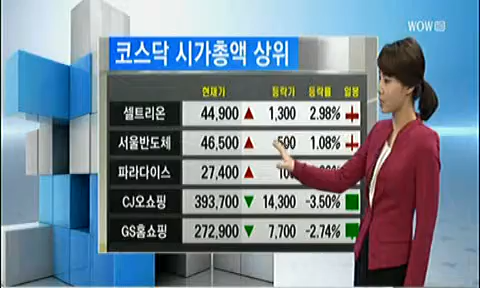 WOW
코스닥 시가총액 상위
현재가 등락가 등락률 일봉
셀트리온 44,900 ▲ 1,300 2.98%
서울반도체 46,500 ▲ 500 1.08%
파라다이스 27,400 ▲
CJ오쇼핑 393,700 ▼ 14,300 -3.50%
GS홈쇼핑 272,900 ▼ 7,700 -2.74%